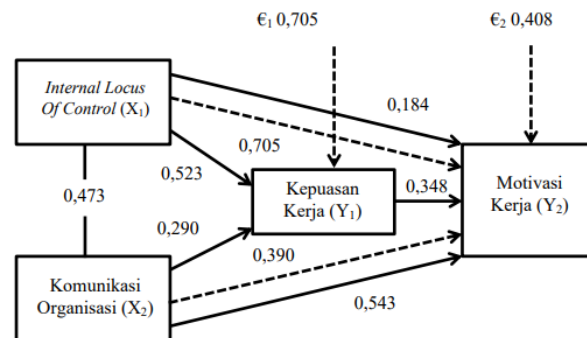 €1 0,705
€2 0,408
Internal Locus
Of Control (X1)
0,184
0,705
0,523
0,473
Kepuasan
Kerja (Y1)
0,348
Motivasi
Kerja (Y2)
0,290
0,390
Komunikasi
Organisasi (X2)
0,543